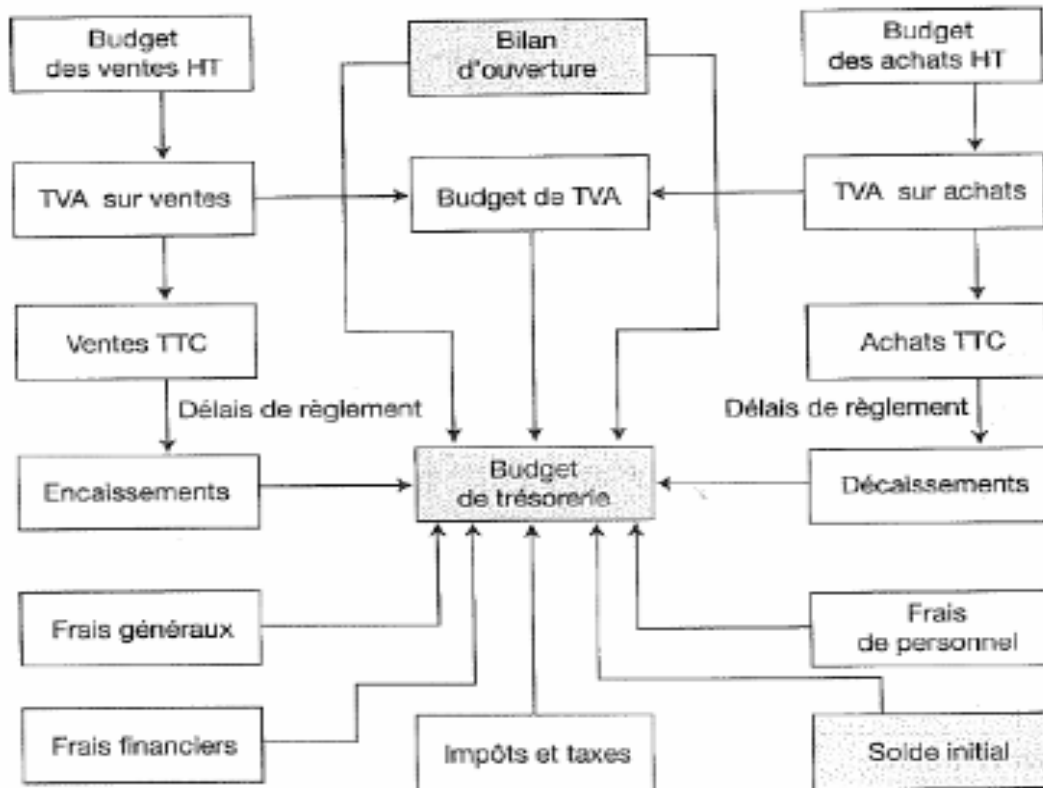 Budget
des ventes HT
Bilan
d'ouverture
Budget
des achats HT
TVA sur ventes
Budget de TVA
TVA sur achats
Ventes TTC
Achats TTC
Délais de règlement
Délais de règlement
Encaissements
Budget
de trésorerie
Décaissements
Frais généraux
Frais
de personnel
Frais financiers
Impôts et taxes
Solde initial